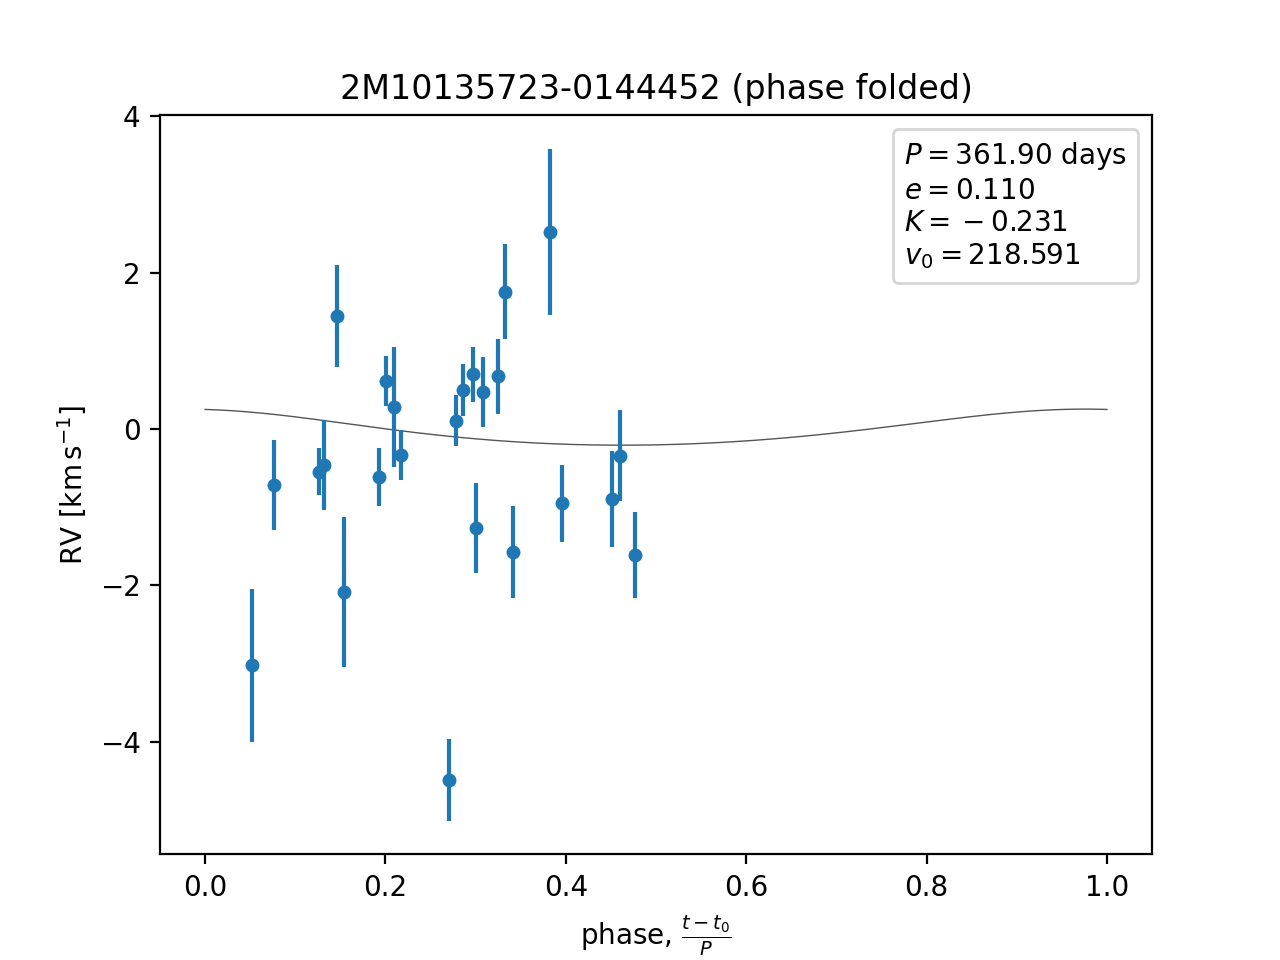 2M10135723-0144452 (phase folded)
P = 361.90 days
e = 0.110
K = −0.231
v₀ = 218.591
4
2
0
−2
−4
RV [km s⁻¹]
0.0 0.2 0.4 0.6 0.8 1.0
phase, (t − t₀)/P